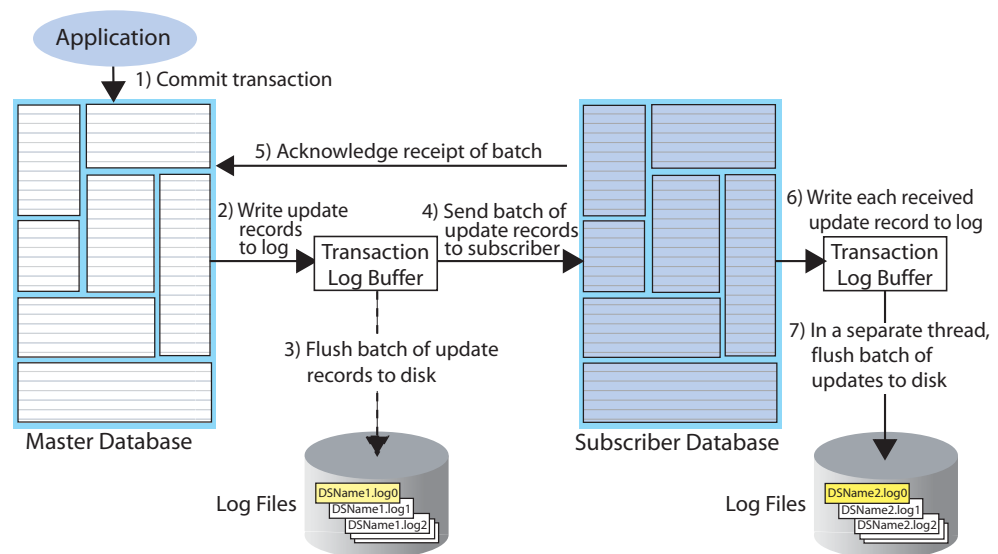 Application
1) Commit transaction
5) Acknowledge receipt of batch
2) Write update
records
to log
4) Send batch of
update records
to subscriber
6) Write each received
update record to log
Transaction
Log Buffer
Transaction
Log Buffer
3) Flush batch of update
records to disk
7) In a separate thread,
flush batch of
updates to disk
Master Database
Subscriber Database
Log Files
DSName1.log0
DSName1.log1
DSName1.log2
Log Files
DSName2.log0
DSName2.log1
DSName2.log2